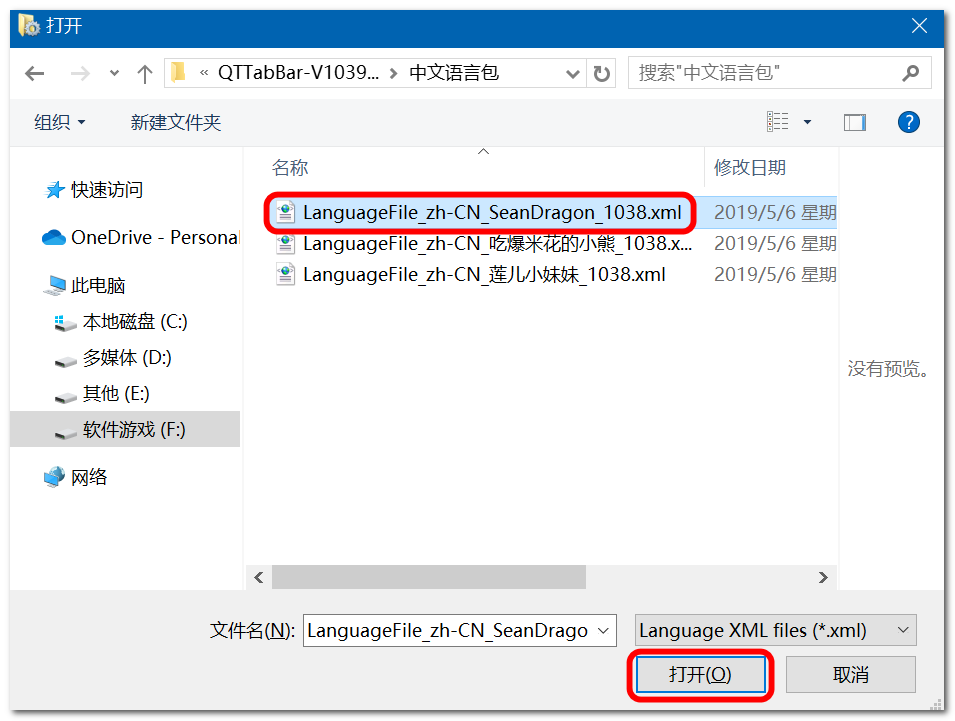 打开
« QTTabBar-V1039... › 中文语言包
搜索"中文语言包"
组织
新建文件夹
名称
修改日期
快速访问
OneDrive - Personal
此电脑
本地磁盘 (C:)
多媒体 (D:)
其他 (E:)
软件游戏 (F:)
网络
LanguageFile_zh-CN_SeanDragon_1038.xml 2019/5/6 星期
LanguageFile_zh-CN_吃爆米花的小熊_1038.x... 2019/5/6 星期
LanguageFile_zh-CN_莲儿小妹妹_1038.xml 2019/5/6 星期
没有预览。
文件名(N): LanguageFile_zh-CN_SeanDrago
Language XML files (*.xml)
打开(O)
取消